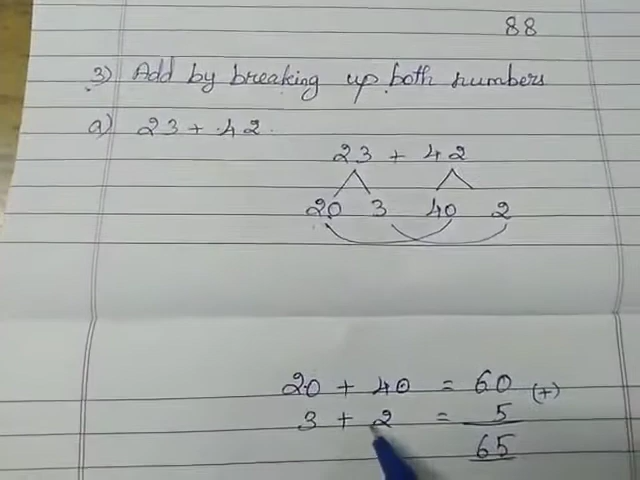 88
3) Add by breaking up both numbers
a) 23 + 42.
23 + 42
20 3 40 2
20 + 40 = 60 (+)
3 + 2 = 5
65